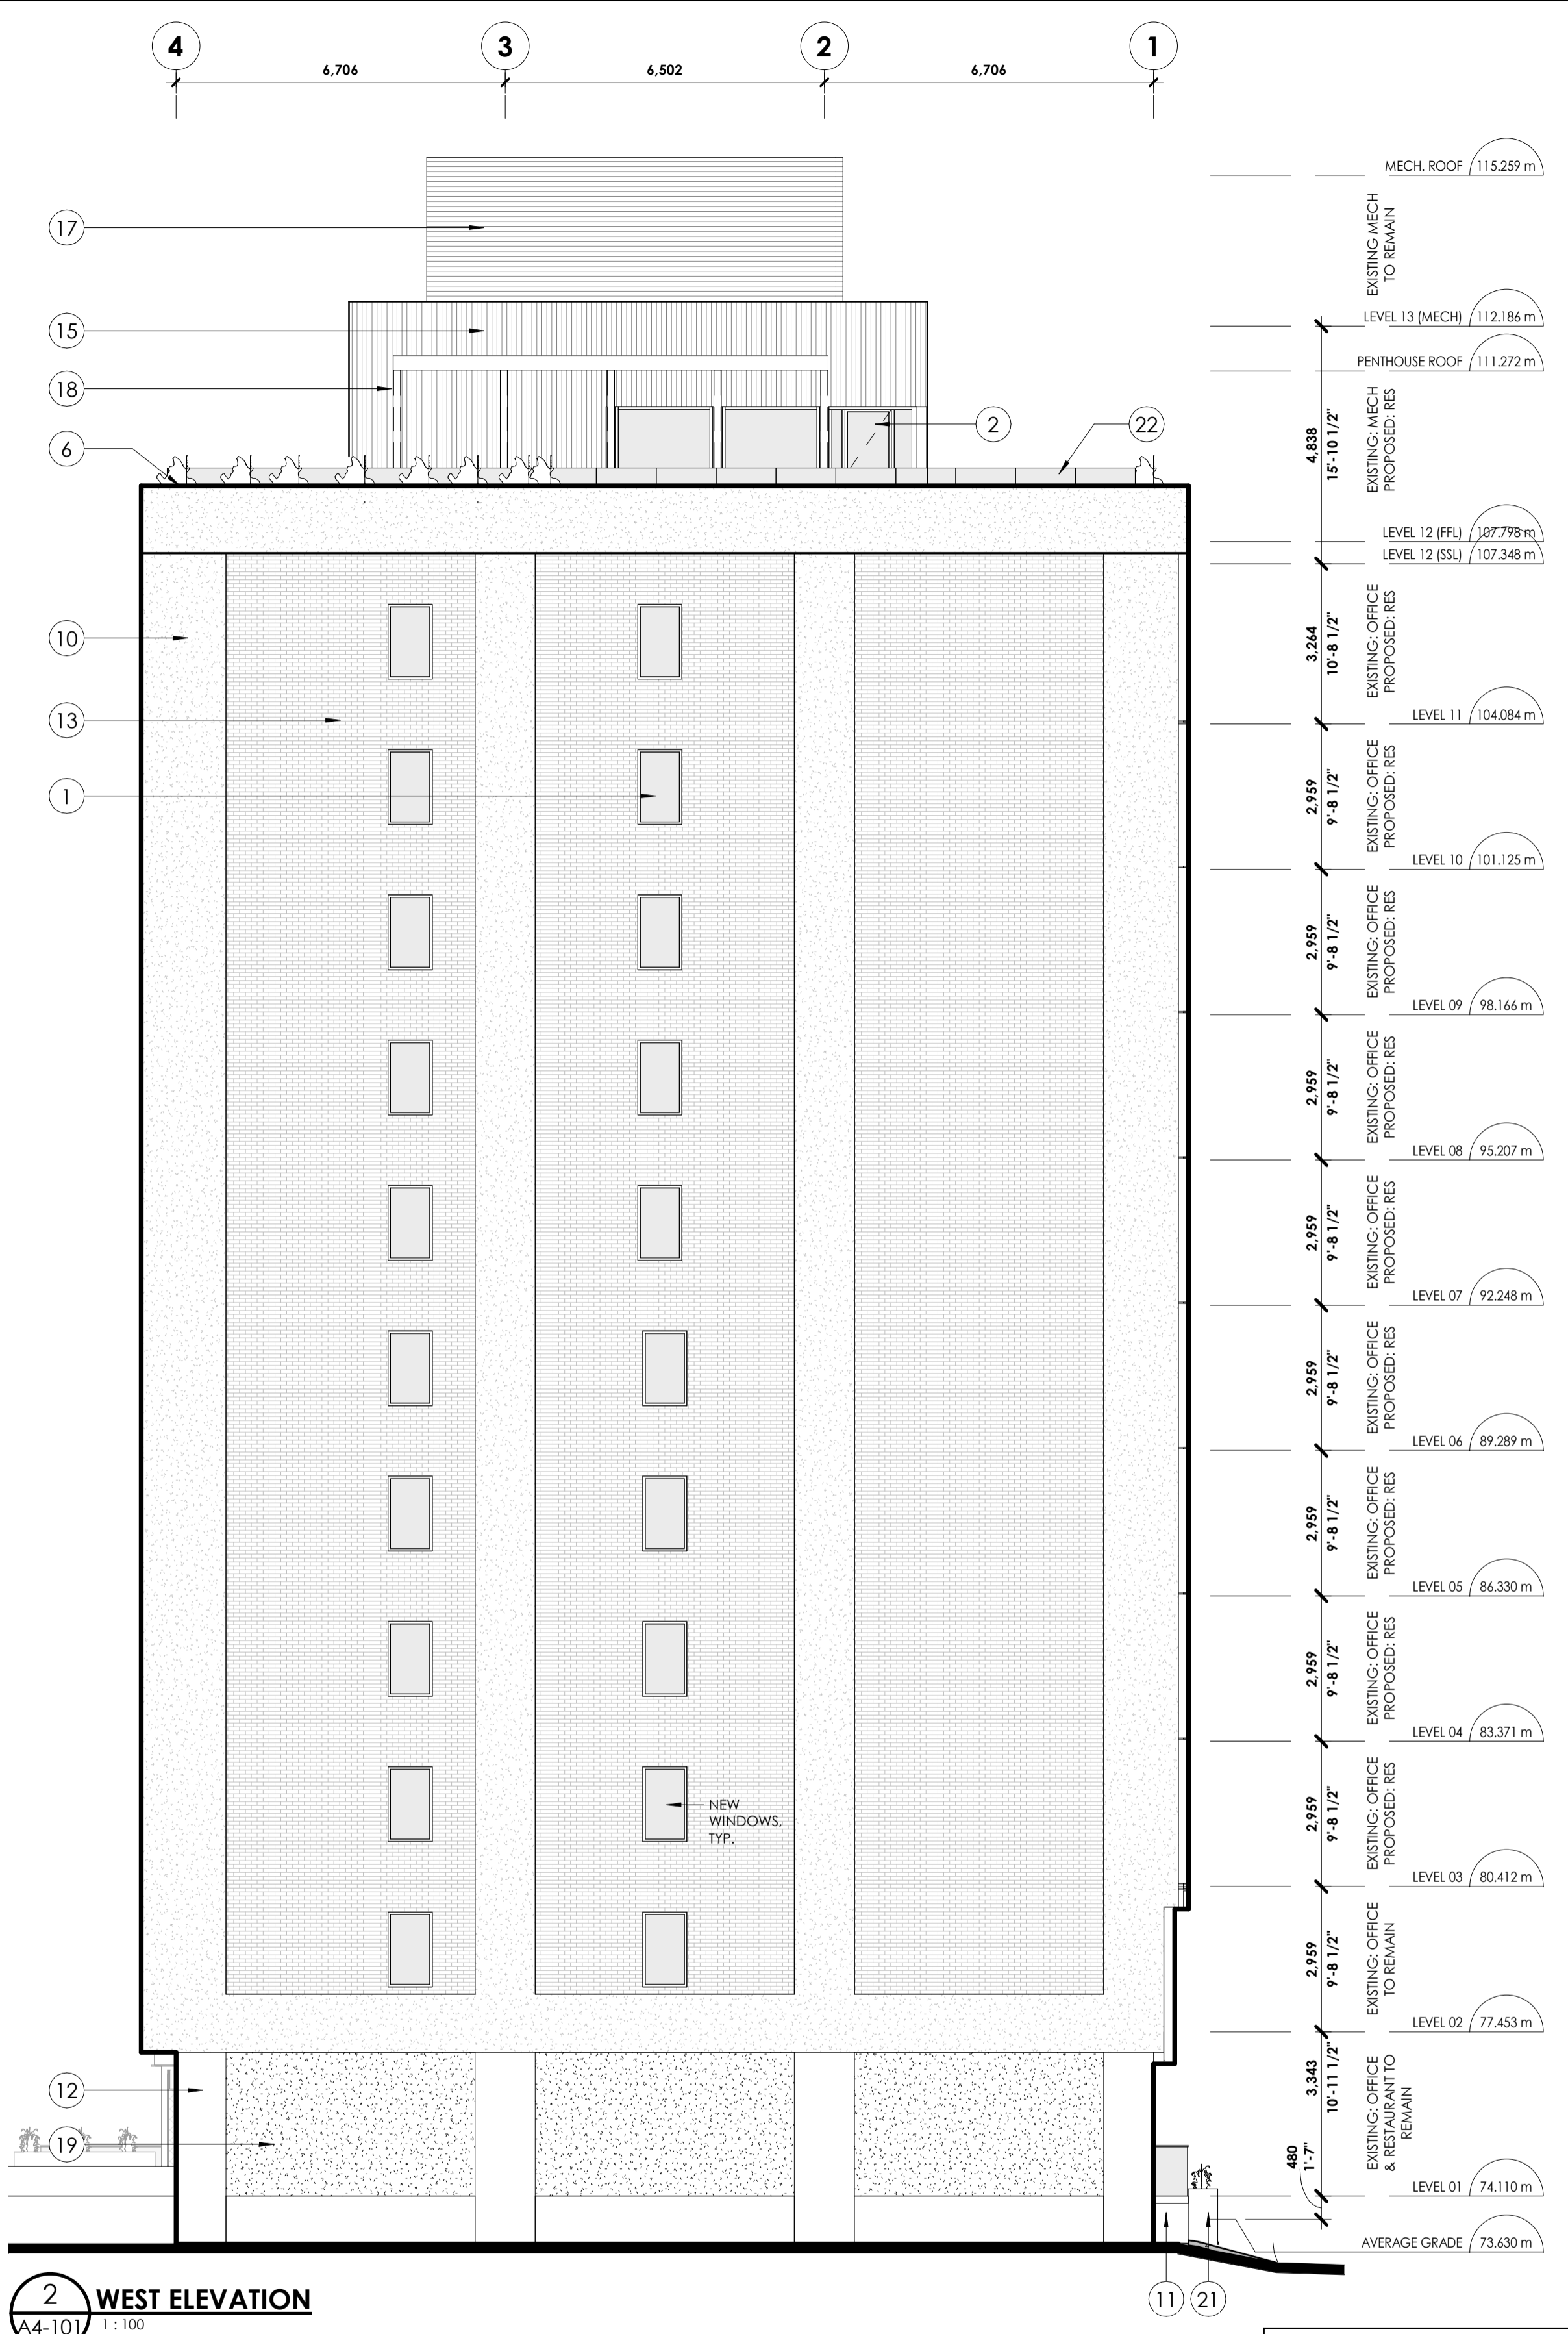 4 3 2 1
6,706 6,502 6,706
MECH. ROOF 115.259 m
EXISTING MECH
TO REMAIN
17
LEVEL 13 (MECH) 112.186 m
15
PENTHOUSE ROOF 111.272 m
18
2
22
6
4,838
15'-10 1/2"
EXISTING: MECH
PROPOSED: RES
LEVEL 12 (FFL) 107.798 m
LEVEL 12 (SSL) 107.348 m
3,264
10'-8 1/2"
EXISTING: OFFICE
PROPOSED: RES
10
LEVEL 11 104.084 m
13
2,959
9'-8 1/2"
EXISTING: OFFICE
PROPOSED: RES
1
LEVEL 10 101.125 m
2,959
9'-8 1/2"
EXISTING: OFFICE
PROPOSED: RES
LEVEL 09 98.166 m
2,959
9'-8 1/2"
EXISTING: OFFICE
PROPOSED: RES
LEVEL 08 95.207 m
2,959
9'-8 1/2"
EXISTING: OFFICE
PROPOSED: RES
LEVEL 07 92.248 m
2,959
9'-8 1/2"
EXISTING: OFFICE
PROPOSED: RES
LEVEL 06 89.289 m
2,959
9'-8 1/2"
EXISTING: OFFICE
PROPOSED: RES
LEVEL 05 86.330 m
2,959
9'-8 1/2"
EXISTING: OFFICE
PROPOSED: RES
LEVEL 04 83.371 m
NEW
WINDOWS,
TYP.
2,959
9'-8 1/2"
EXISTING: OFFICE
PROPOSED: RES
LEVEL 03 80.412 m
2,959
9'-8 1/2"
EXISTING: OFFICE
TO REMAIN
LEVEL 02 77.453 m
12
19
3,343
10'-11 1/2"
EXISTING: OFFICE
& RESTAURANT TO
REMAIN
480
1'-7"
LEVEL 01 74.110 m
AVERAGE GRADE 73.630 m
11 21
2
A4-101
WEST ELEVATION
1 : 100